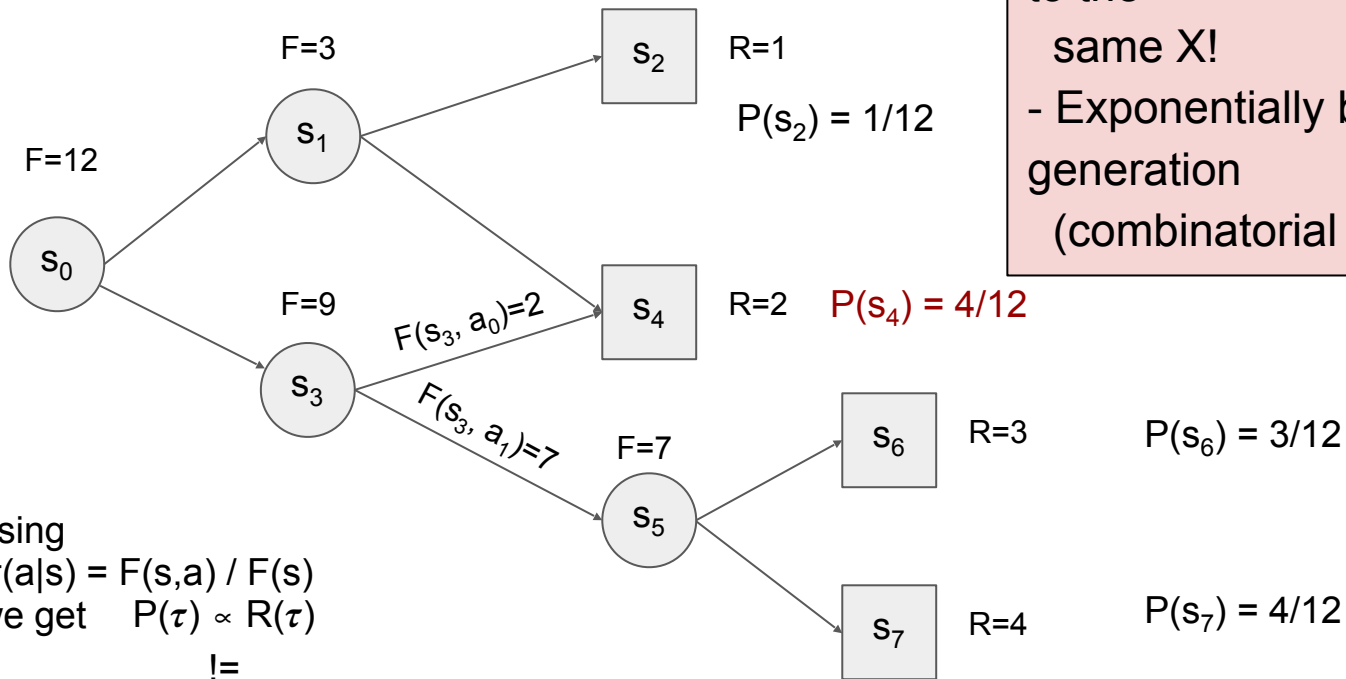 to the
same X!
- Exponentially
generation
(combinatorial
F=3
s₂
R=1
P(s₂) = 1/12
s₁
F=12
s₀
F=9
F(s₃, a₀)=2
s₄
R=2
P(s₄) = 4/12
s₃
F(s₃, a₁)=7
F=7
s₆
R=3
P(s₆) = 3/12
s₅
(a|s) = F(s,a) / F(s)
get P(τ) ∝ R(τ)
!=
s₇
R=4
P(s₇) = 4/12